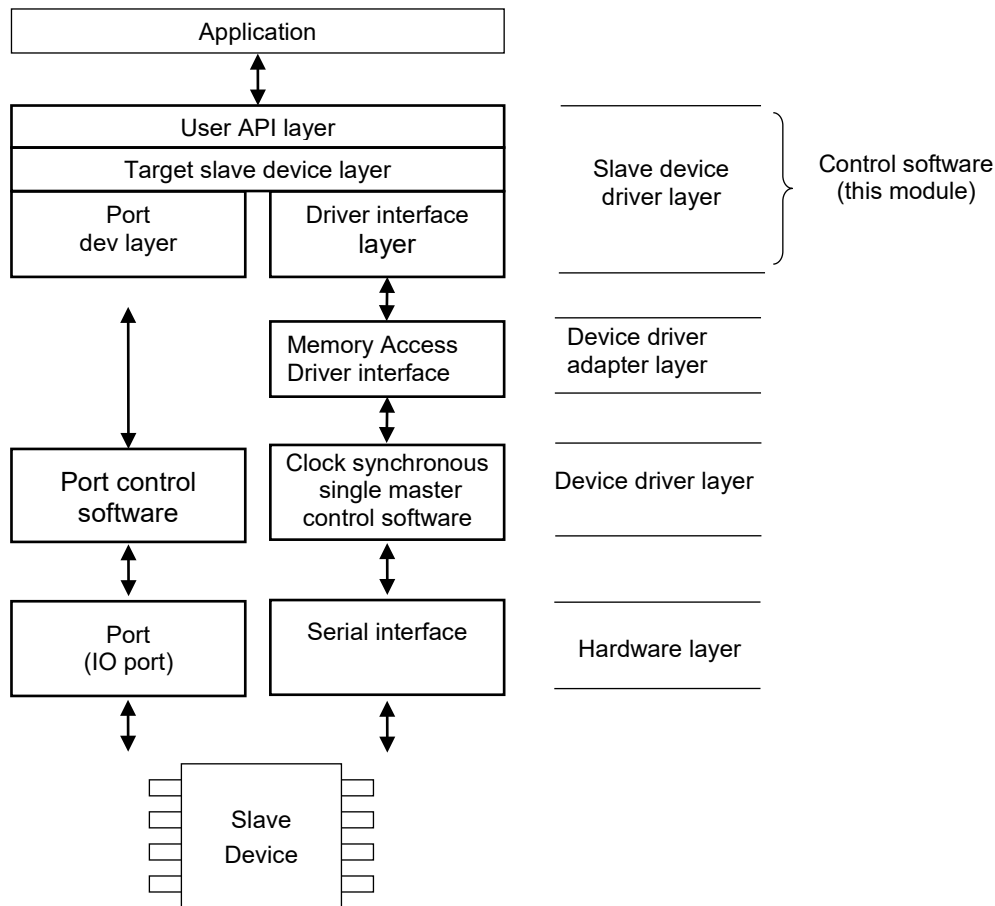 Application
User API layer
Target slave device layer
Port
dev layer
Driver interface
layer
Slave device
driver layer
Control software
(this module)
Memory Access
Driver interface
Device driver
adapter layer
Port control
software
Clock synchronous
single master
control software
Device driver layer
Port
(IO port)
Serial interface
Hardware layer
Slave
Device